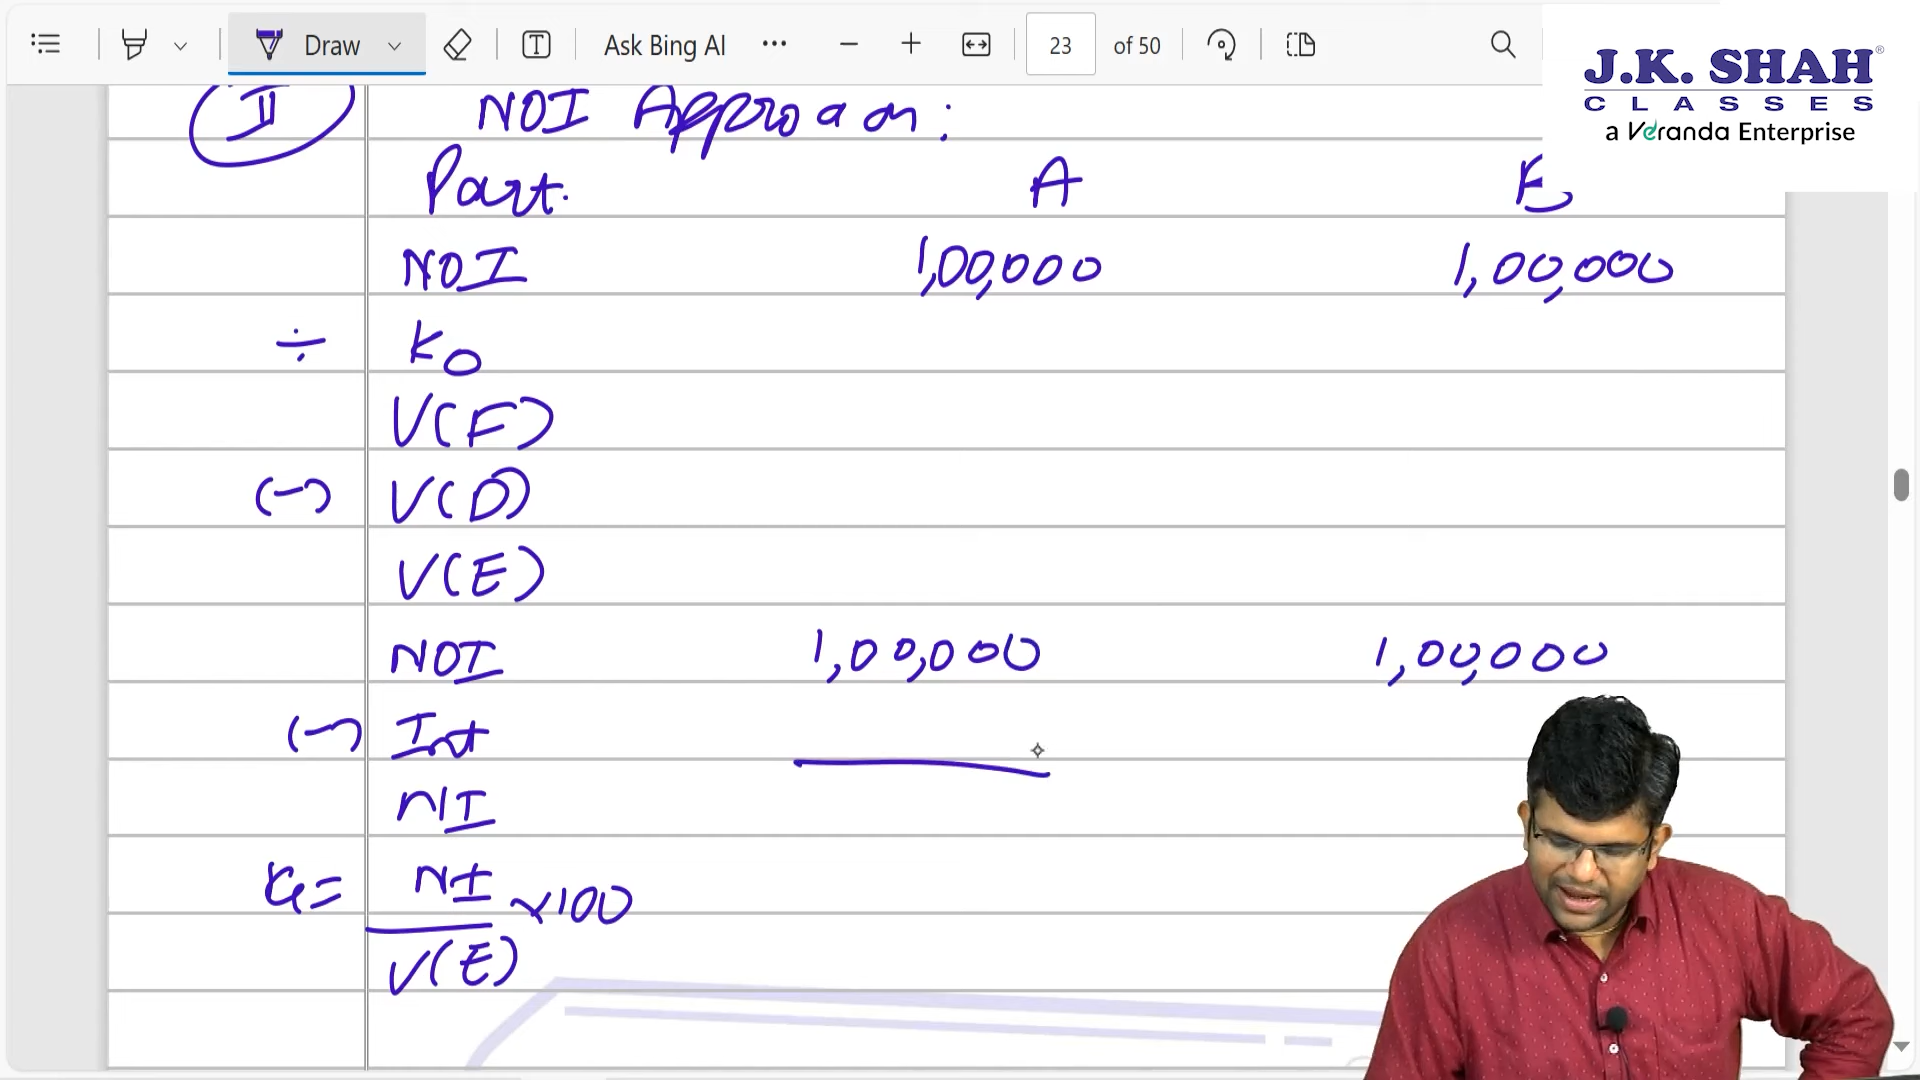 Draw
Ask Bing AI
23 of 50
J.K. SHAH®
CLASSES
a Veranda Enterprise
II NOI Approach:
Part. A B
NOI 1,00,000 1,00,000
÷ Ko
V(F)
(-) V(D)
V(E)
NOI 1,00,000 1,00,000
(-) Int
NI
Ke = NI × 100
V(E)